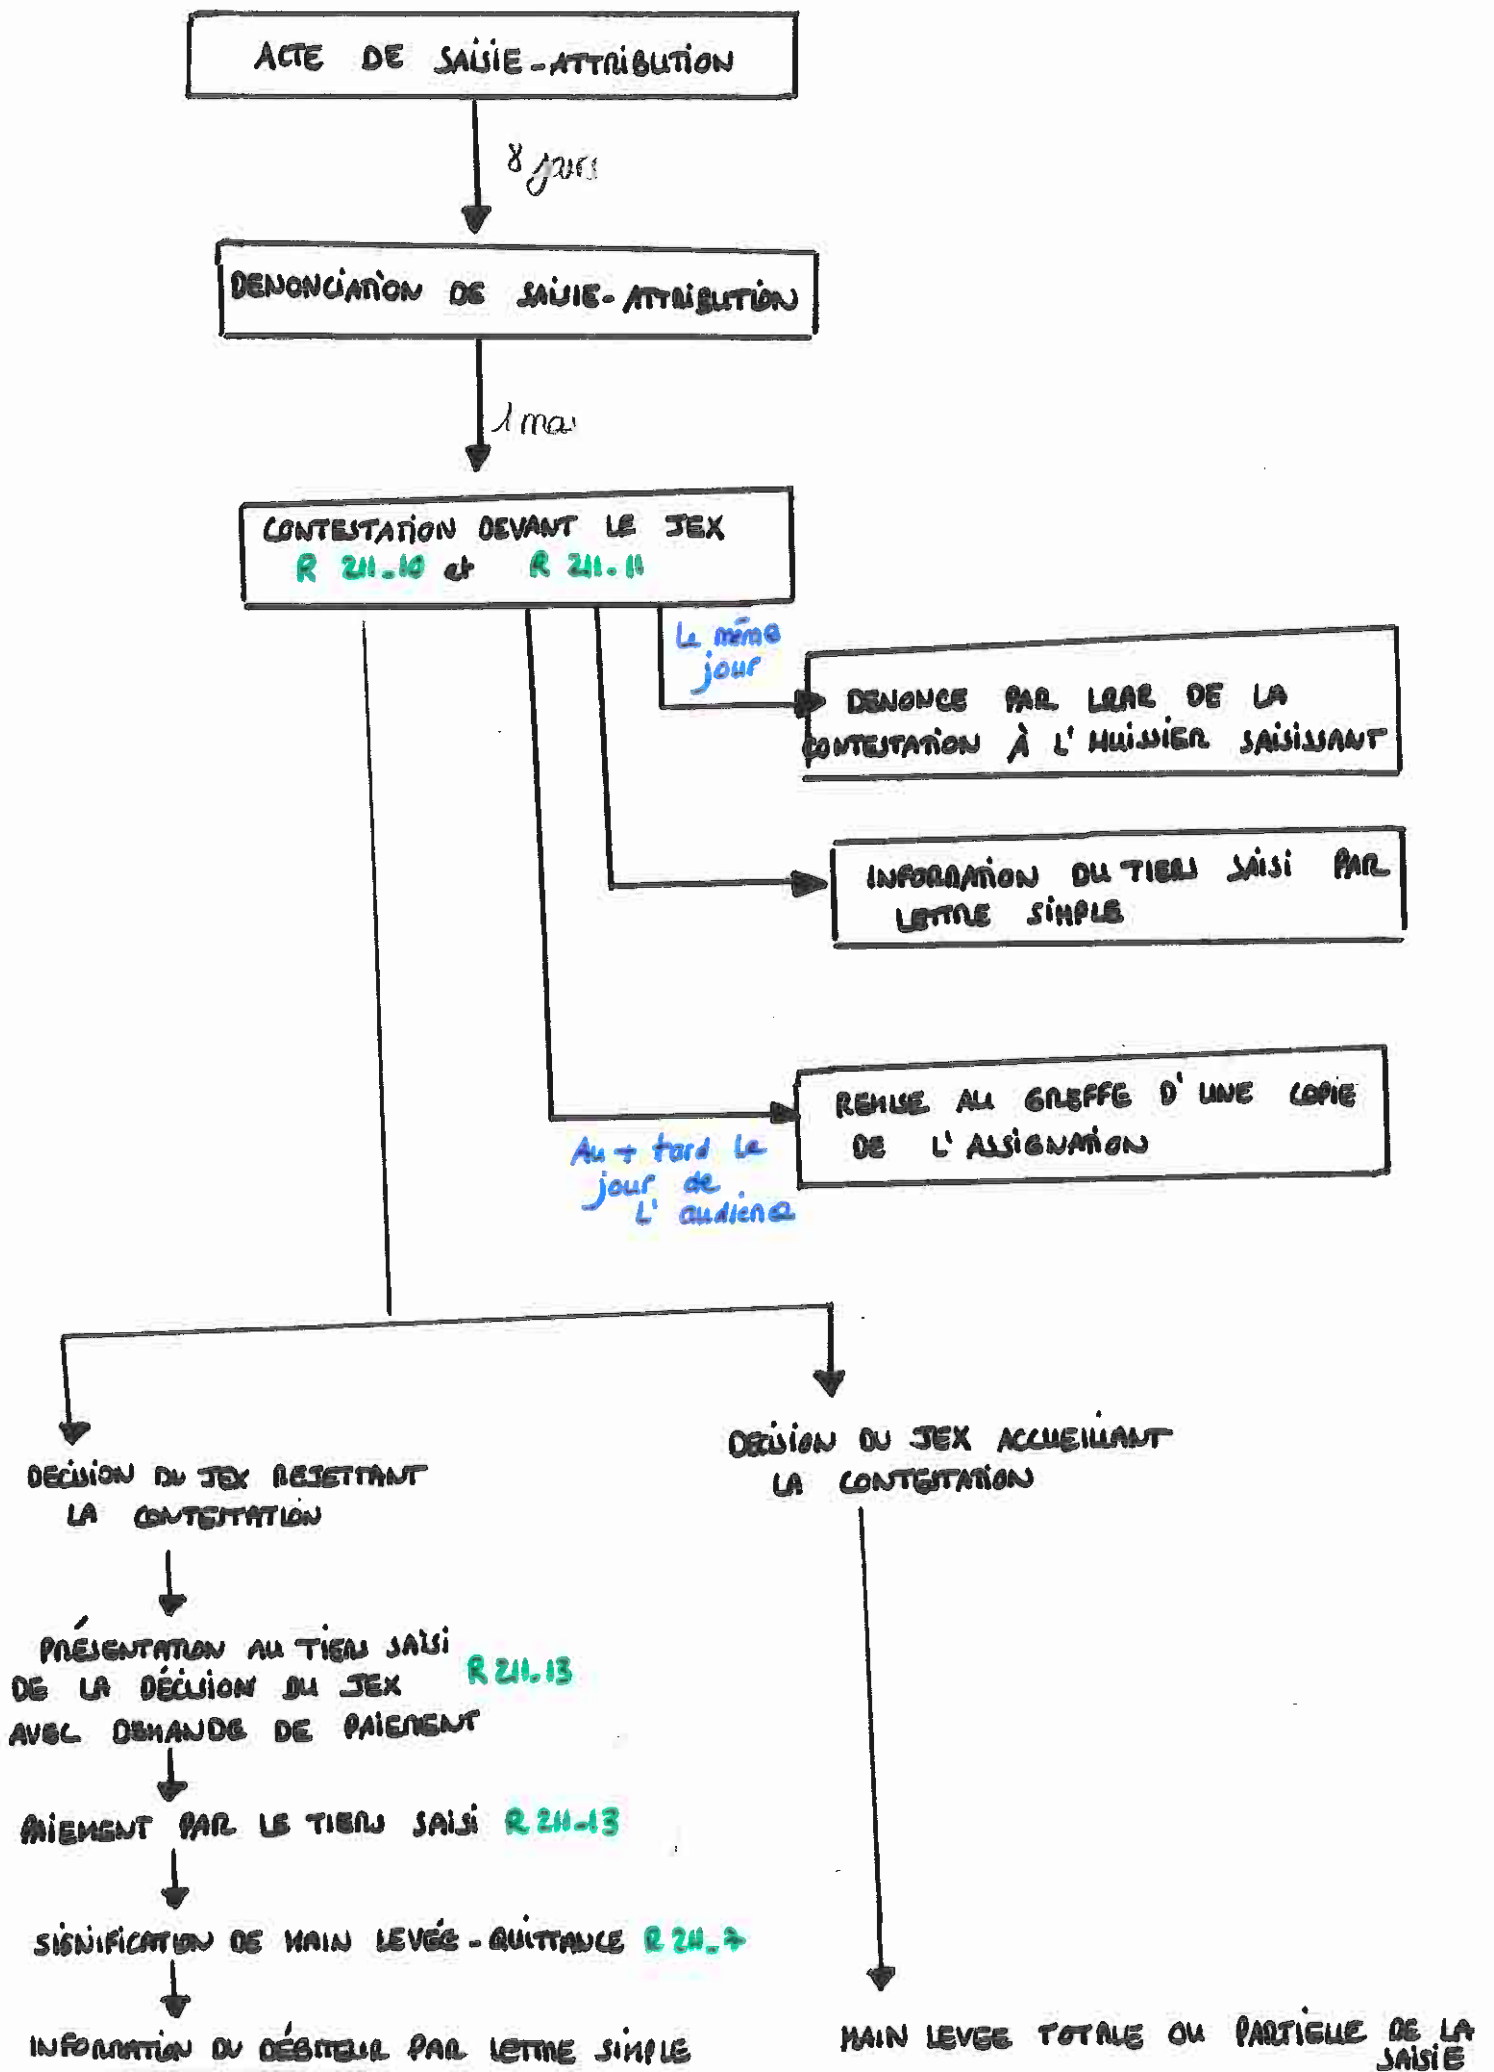 ACTE DE SAISIE-ATTRIBUTION
8 jours
DENONCIATION DE SAISIE-ATTRIBUTION
1 moi
CONTESTATION DEVANT LE JEX
R 211-10 et R 211-11
Le même
jour
DENONCE PAR LRAR DE LA
CONTESTATION À L'HUISSIER SAISISSANT
INFORMATION DU TIERS SAISI PAR
LETTRE SIMPLE
REMISE AU GREFFE D'UNE COPIE
DE L'ASSIGNATION
Au + tard le
jour de
L'audience
DECISION DU JEX REJETTANT
LA CONTESTATION
DECISION DU JEX ACCUEILLANT
LA CONTESTATION
PRÉSENTATION AU TIERS SAISI
DE LA DÉCISION DU JEX R 211-13
AVEC DEMANDE DE PAIEMENT
PAIEMENT PAR LE TIERS SAISI R 211-13
SIGNIFICATION DE MAIN LEVÉE-QUITTANCE R 211-7
INFORMATION DU DÉBITEUR PAR LETTRE SIMPLE
MAIN LEVEE TOTALE OU PARTIELLE DE LA
SAISIE